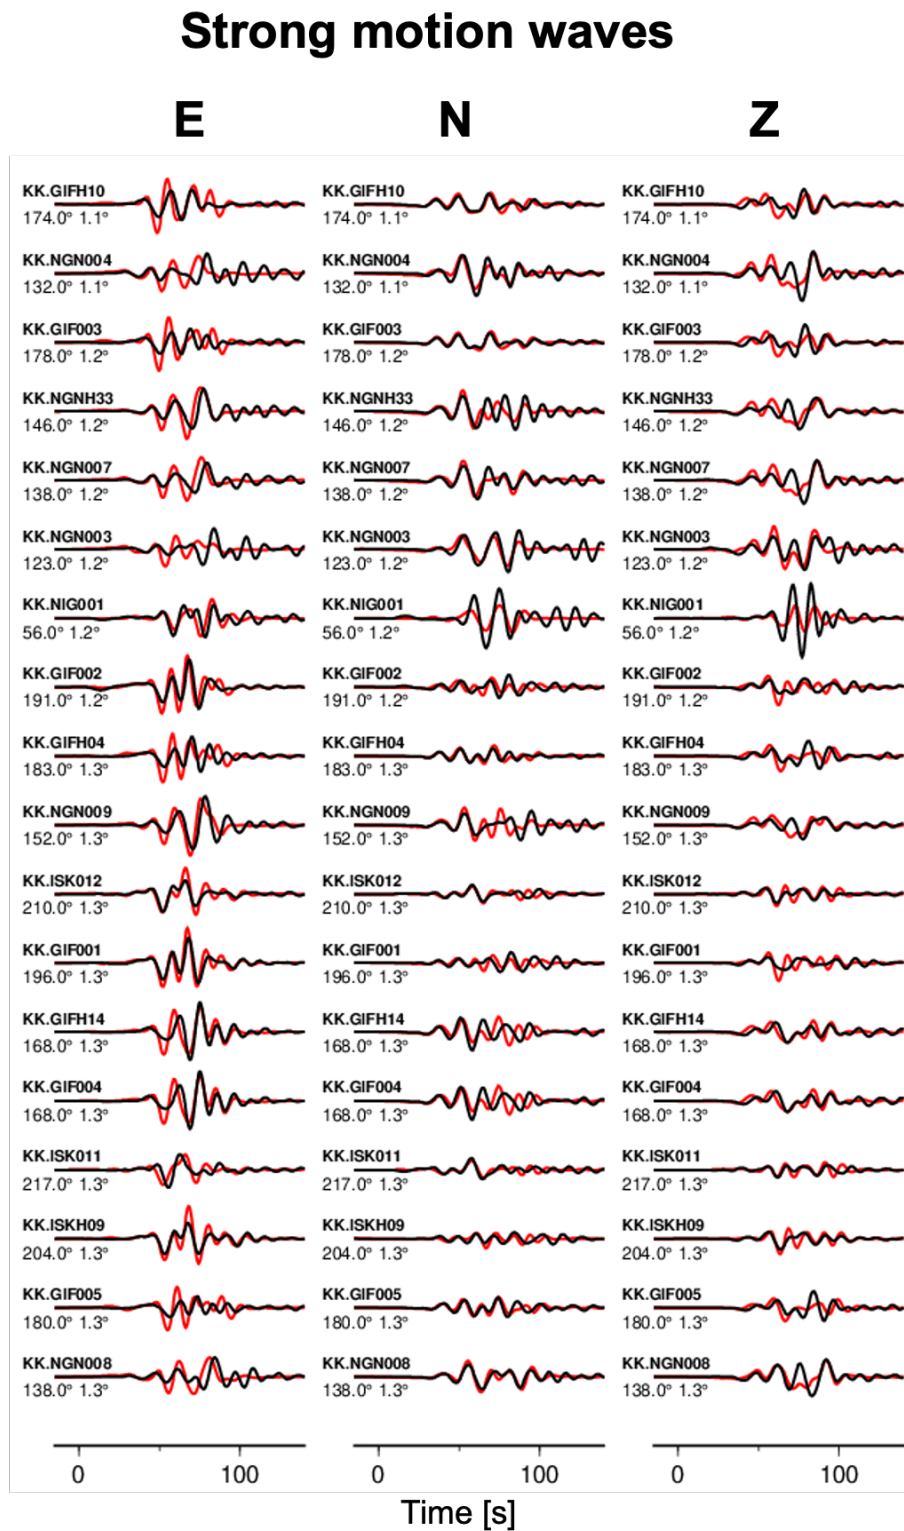 Strong motion waves
E N Z
KK.GIFH10 KK.GIFH10 KK.GIFH10
174.0° 1.1° 174.0° 1.1° 174.0° 1.1°
KK.NGN004 KK.NGN004 KK.NGN004
132.0° 1.1° 132.0° 1.1° 132.0° 1.1°
KK.GIF003 KK.GIF003 KK.GIF003
178.0° 1.2° 178.0° 1.2° 178.0° 1.2°
KK.NGNH33 KK.NGNH33 KK.NGNH33
146.0° 1.2° 146.0° 1.2° 146.0° 1.2°
KK.NGN007 KK.NGN007 KK.NGN007
138.0° 1.2° 138.0° 1.2° 138.0° 1.2°
KK.NGN003 KK.NGN003 KK.NGN003
123.0° 1.2° 123.0° 1.2° 123.0° 1.2°
KK.NIG001 KK.NIG001 KK.NIG001
56.0° 1.2° 56.0° 1.2° 56.0° 1.2°
KK.GIF002 KK.GIF002 KK.GIF002
191.0° 1.2° 191.0° 1.2° 191.0° 1.2°
KK.GIFH04 KK.GIFH04 KK.GIFH04
183.0° 1.3° 183.0° 1.3° 183.0° 1.3°
KK.NGN009 KK.NGN009 KK.NGN009
152.0° 1.3° 152.0° 1.3° 152.0° 1.3°
KK.ISK012 KK.ISK012 KK.ISK012
210.0° 1.3° 210.0° 1.3° 210.0° 1.3°
KK.GIF001 KK.GIF001 KK.GIF001
196.0° 1.3° 196.0° 1.3° 196.0° 1.3°
KK.GIFH14 KK.GIFH14 KK.GIFH14
168.0° 1.3° 168.0° 1.3° 168.0° 1.3°
KK.GIF004 KK.GIF004 KK.GIF004
168.0° 1.3° 168.0° 1.3° 168.0° 1.3°
KK.ISK011 KK.ISK011 KK.ISK011
217.0° 1.3° 217.0° 1.3° 217.0° 1.3°
KK.ISKH09 KK.ISKH09 KK.ISKH09
204.0° 1.3° 204.0° 1.3° 204.0° 1.3°
KK.GIF005 KK.GIF005 KK.GIF005
180.0° 1.3° 180.0° 1.3° 180.0° 1.3°
KK.NGN008 KK.NGN008 KK.NGN008
138.0° 1.3° 138.0° 1.3° 138.0° 1.3°
0 100 0 100 0 100
Time [s]